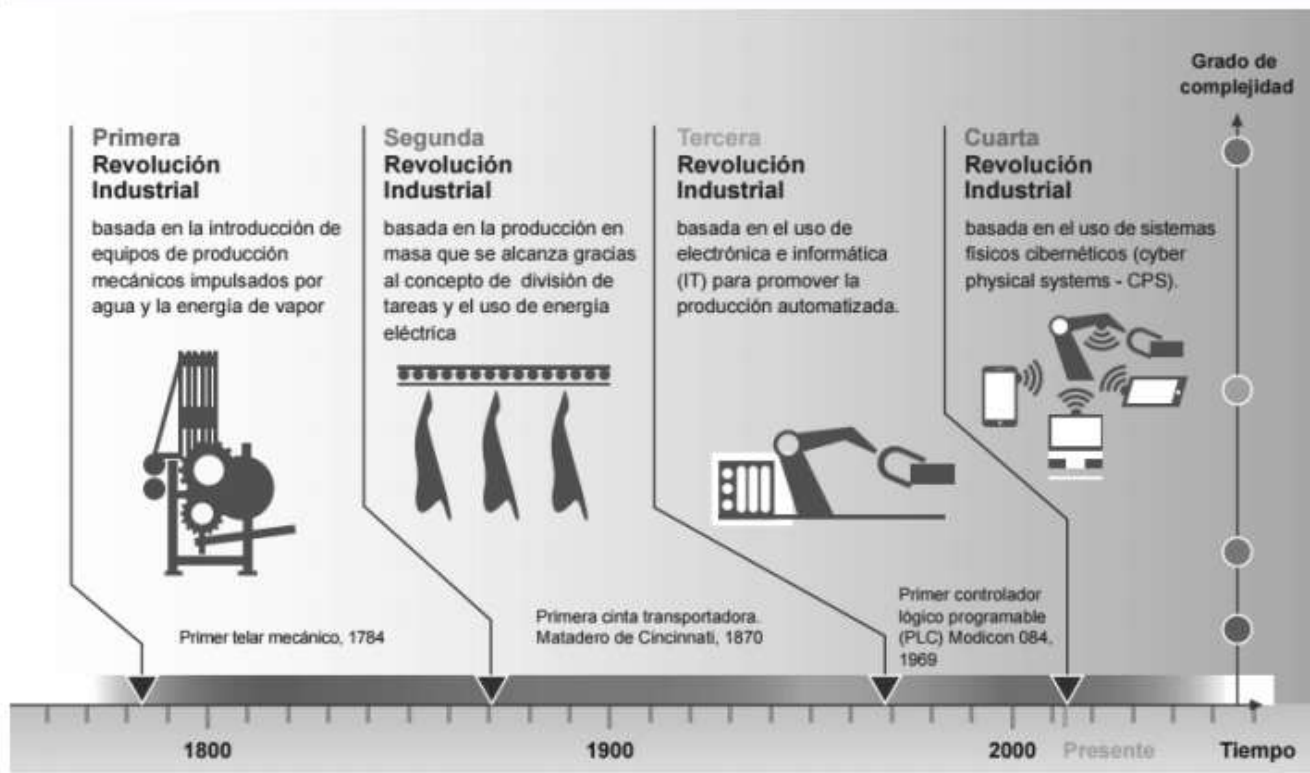 Grado de
complejidad
Primera
Revolución
Industrial
basada en la introducción de
equipos de producción
mecánicos impulsados por
agua y la energía de vapor
Segunda
Revolución
Industrial
basada en la producción en
masa que se alcanza gracias
al concepto de división de
tareas y el uso de energía
eléctrica
Tercera
Revolución
Industrial
basada en el uso de
electrónica e informática
(IT) para promover la
producción automatizada.
Cuarta
Revolución
Industrial
basada en el uso de sistemas
físicos cibernéticos (cyber
physical systems - CPS).
Primer telar mecánico, 1784
Primera cinta transportadora.
Matadero de Cincinnati, 1870
Primer controlador
lógico programable
(PLC) Modicon 084,
1969
1800
1900
2000
Presente
Tiempo